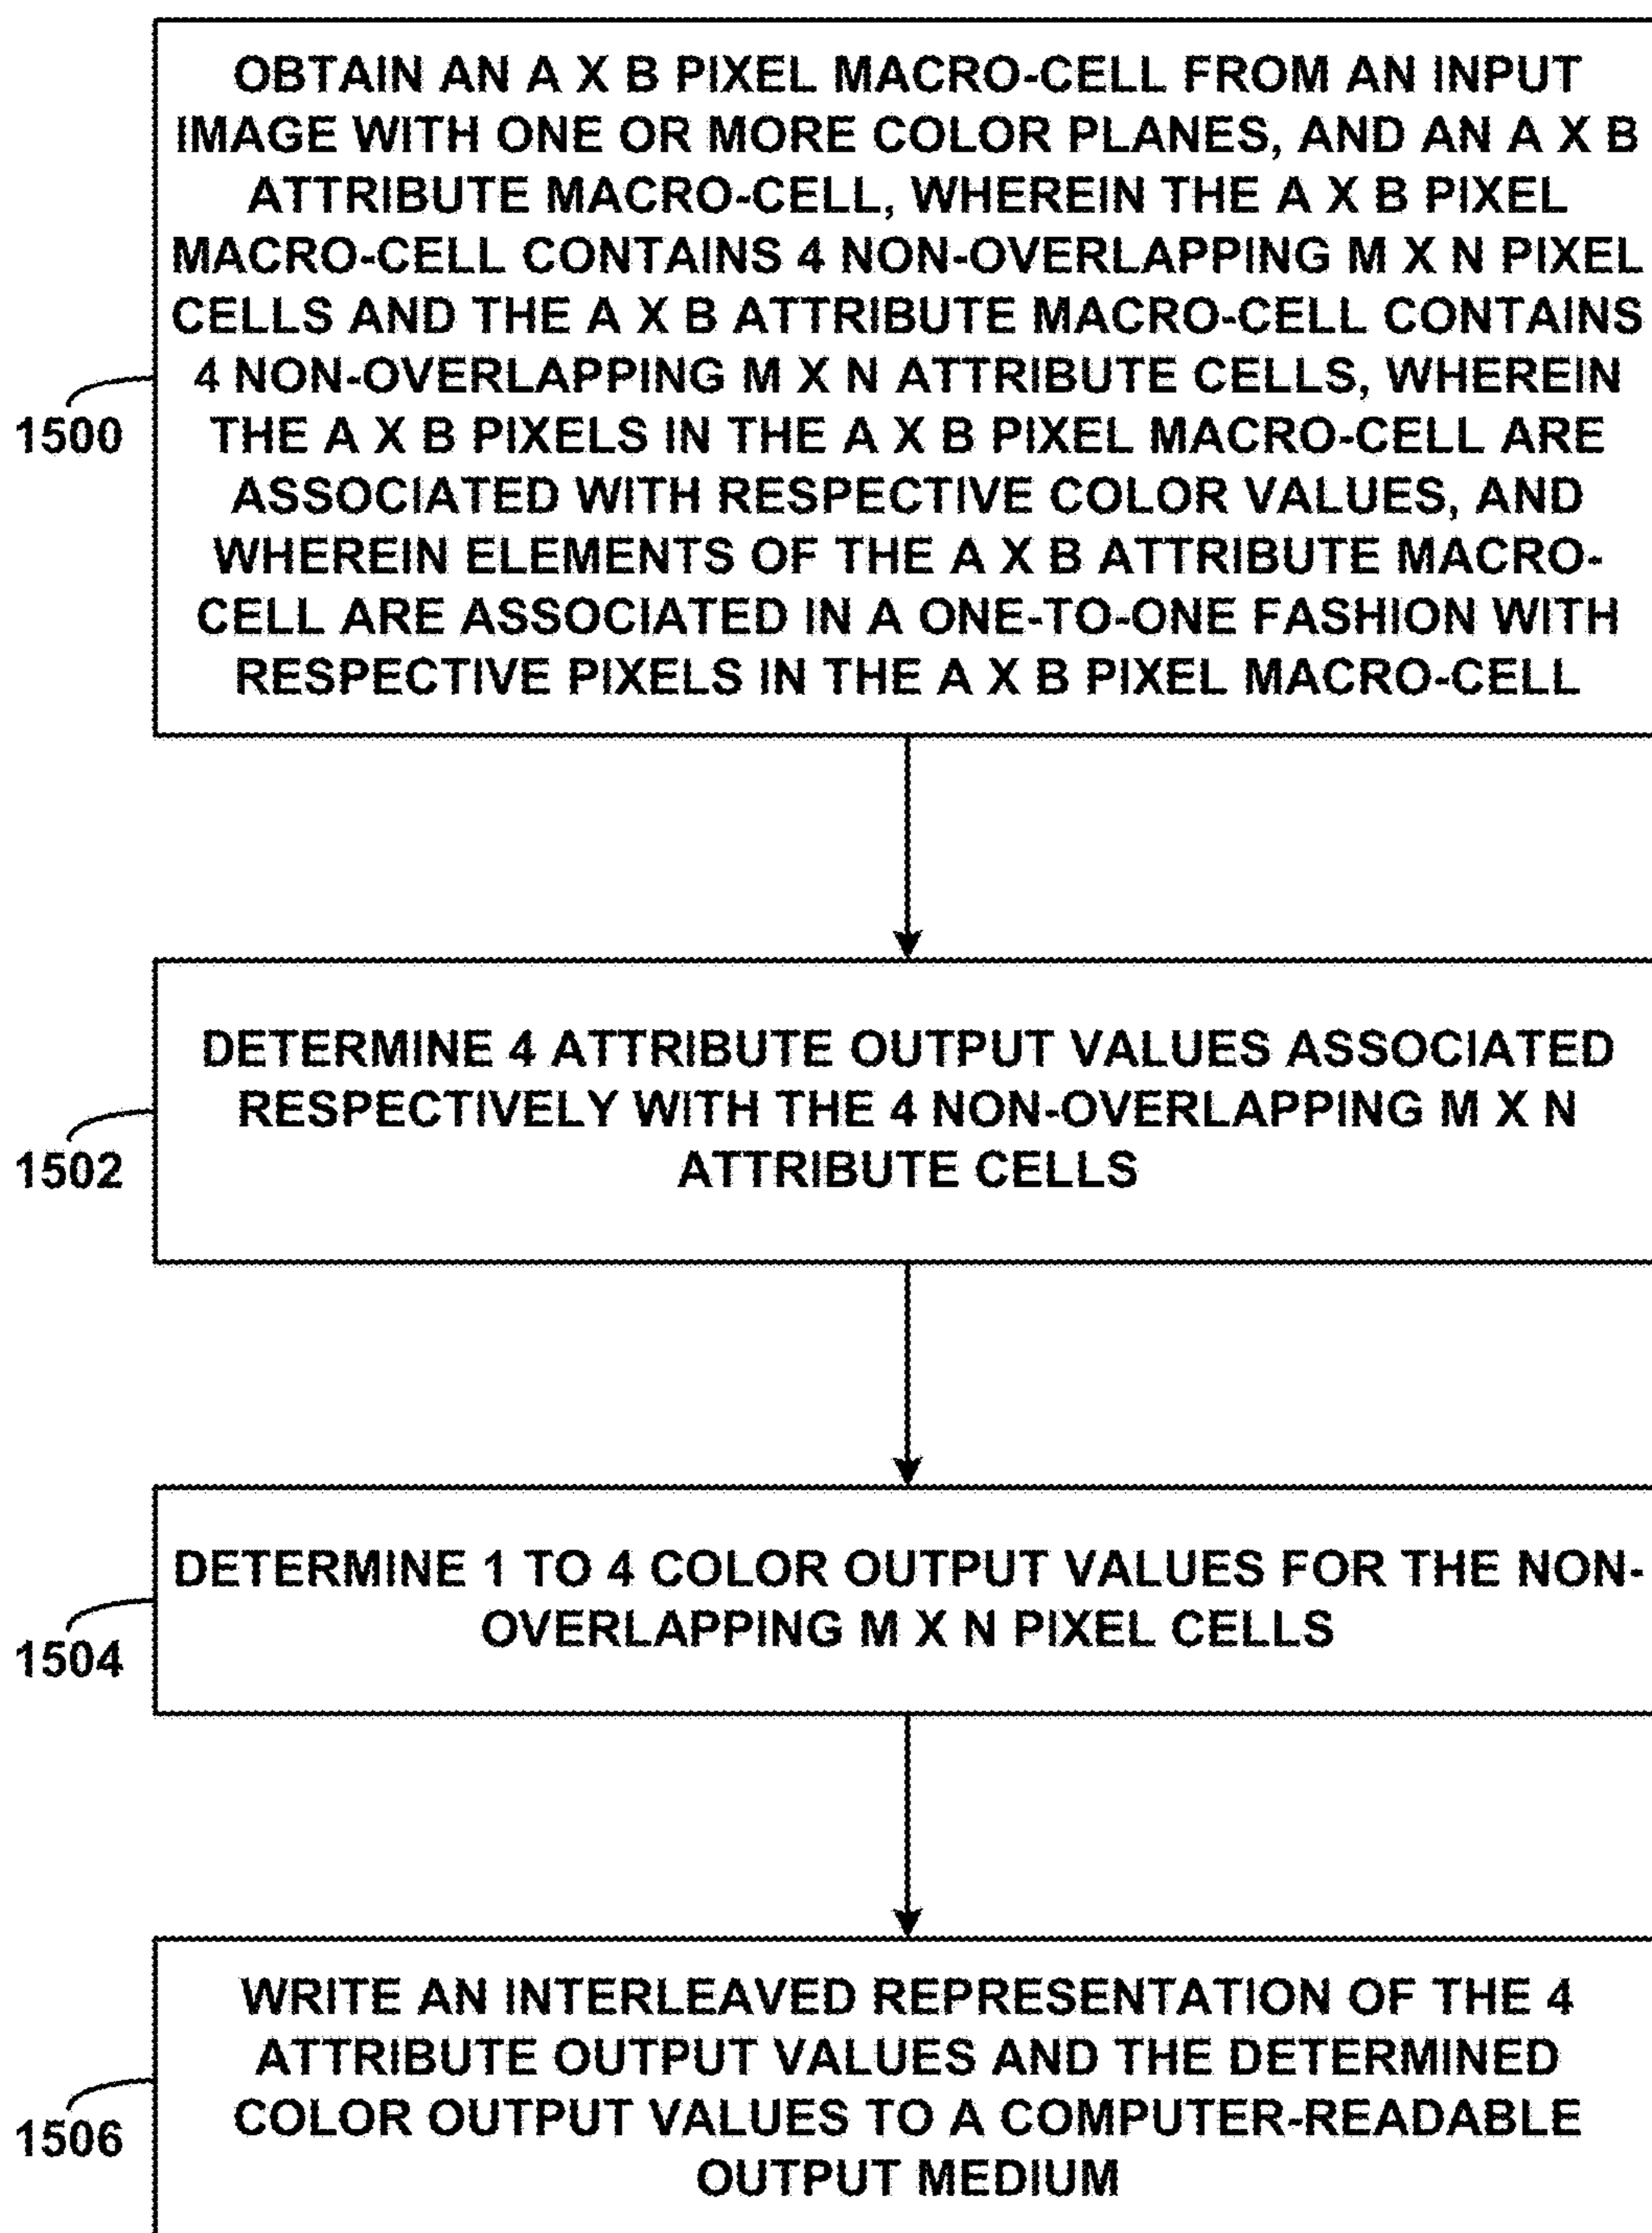 OBTAIN AN A X B PIXEL MACRO-CELL FROM AN INPUT
IMAGE WITH ONE OR MORE COLOR PLANES, AND AN A X B
ATTRIBUTE MACRO-CELL, WHEREIN THE A X B PIXEL
MACRO-CELL CONTAINS 4 NON-OVERLAPPING M X N PIXEL
CELLS AND THE A X B ATTRIBUTE MACRO-CELL CONTAINS
4 NON-OVERLAPPING M X N ATTRIBUTE CELLS, WHEREIN
THE A X B PIXELS IN THE A X B PIXEL MACRO-CELL ARE
ASSOCIATED WITH RESPECTIVE COLOR VALUES, AND
WHEREIN ELEMENTS OF THE A X B ATTRIBUTE MACRO-
CELL ARE ASSOCIATED IN A ONE-TO-ONE FASHION WITH
RESPECTIVE PIXELS IN THE A X B PIXEL MACRO-CELL
1500
DETERMINE 4 ATTRIBUTE OUTPUT VALUES ASSOCIATED
RESPECTIVELY WITH THE 4 NON-OVERLAPPING M X N
ATTRIBUTE CELLS
1502
DETERMINE 1 TO 4 COLOR OUTPUT VALUES FOR THE NON-
OVERLAPPING M X N PIXEL CELLS
1504
WRITE AN INTERLEAVED REPRESENTATION OF THE 4
ATTRIBUTE OUTPUT VALUES AND THE DETERMINED
COLOR OUTPUT VALUES TO A COMPUTER-READABLE
OUTPUT MEDIUM
1506